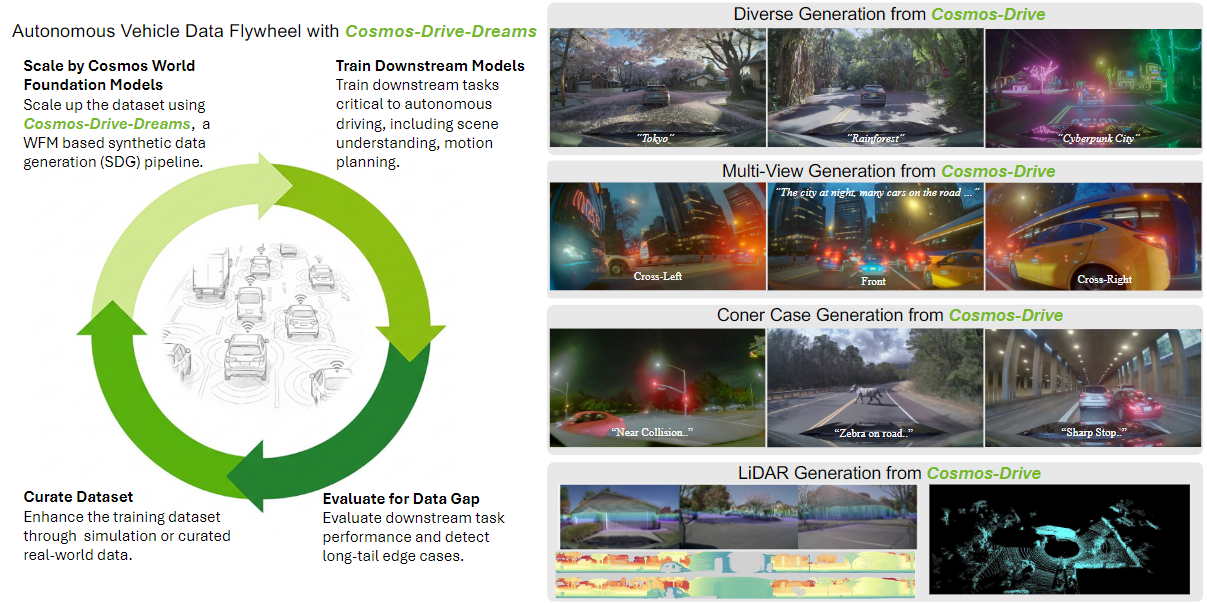 Autonomous Vehicle Data Flywheel with Cosmos-Drive-Dreams
Scale by Cosmos World
Foundation Models
Scale up the dataset using
Cosmos-Drive-Dreams, a
WFM based synthetic data
generation (SDG) pipeline.
Train Downstream Models
Train downstream tasks
critical to autonomous
driving, including scene
understanding, motion
planning.
Curate Dataset
Enhance the training dataset
through simulation or curated
real-world data.
Evaluate for Data Gap
Evaluate downstream task
performance and detect
long-tail edge cases.
Diverse Generation from Cosmos-Drive
"Tokyo"
"Rainforest"
"Cyberpunk City"
Multi-View Generation from Cosmos-Drive
"The city at night, many cars on the road ..."
Cross-Left
Front
Cross-Right
Coner Case Generation from Cosmos-Drive
"Near Collision.."
"Zebra on road.."
"Sharp Stop.."
LiDAR Generation from Cosmos-Drive